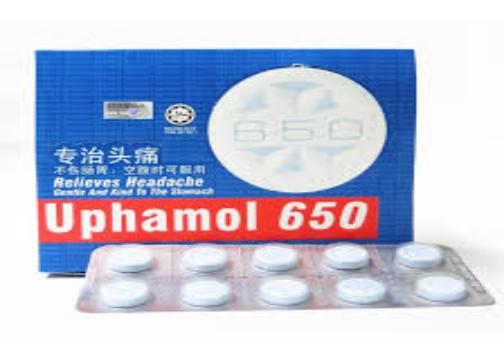 650
专治头痛
不伤肠胃，空腹时可服用
Relieves Headache
Gentle And Kind To The Stomach
Uphamol 650